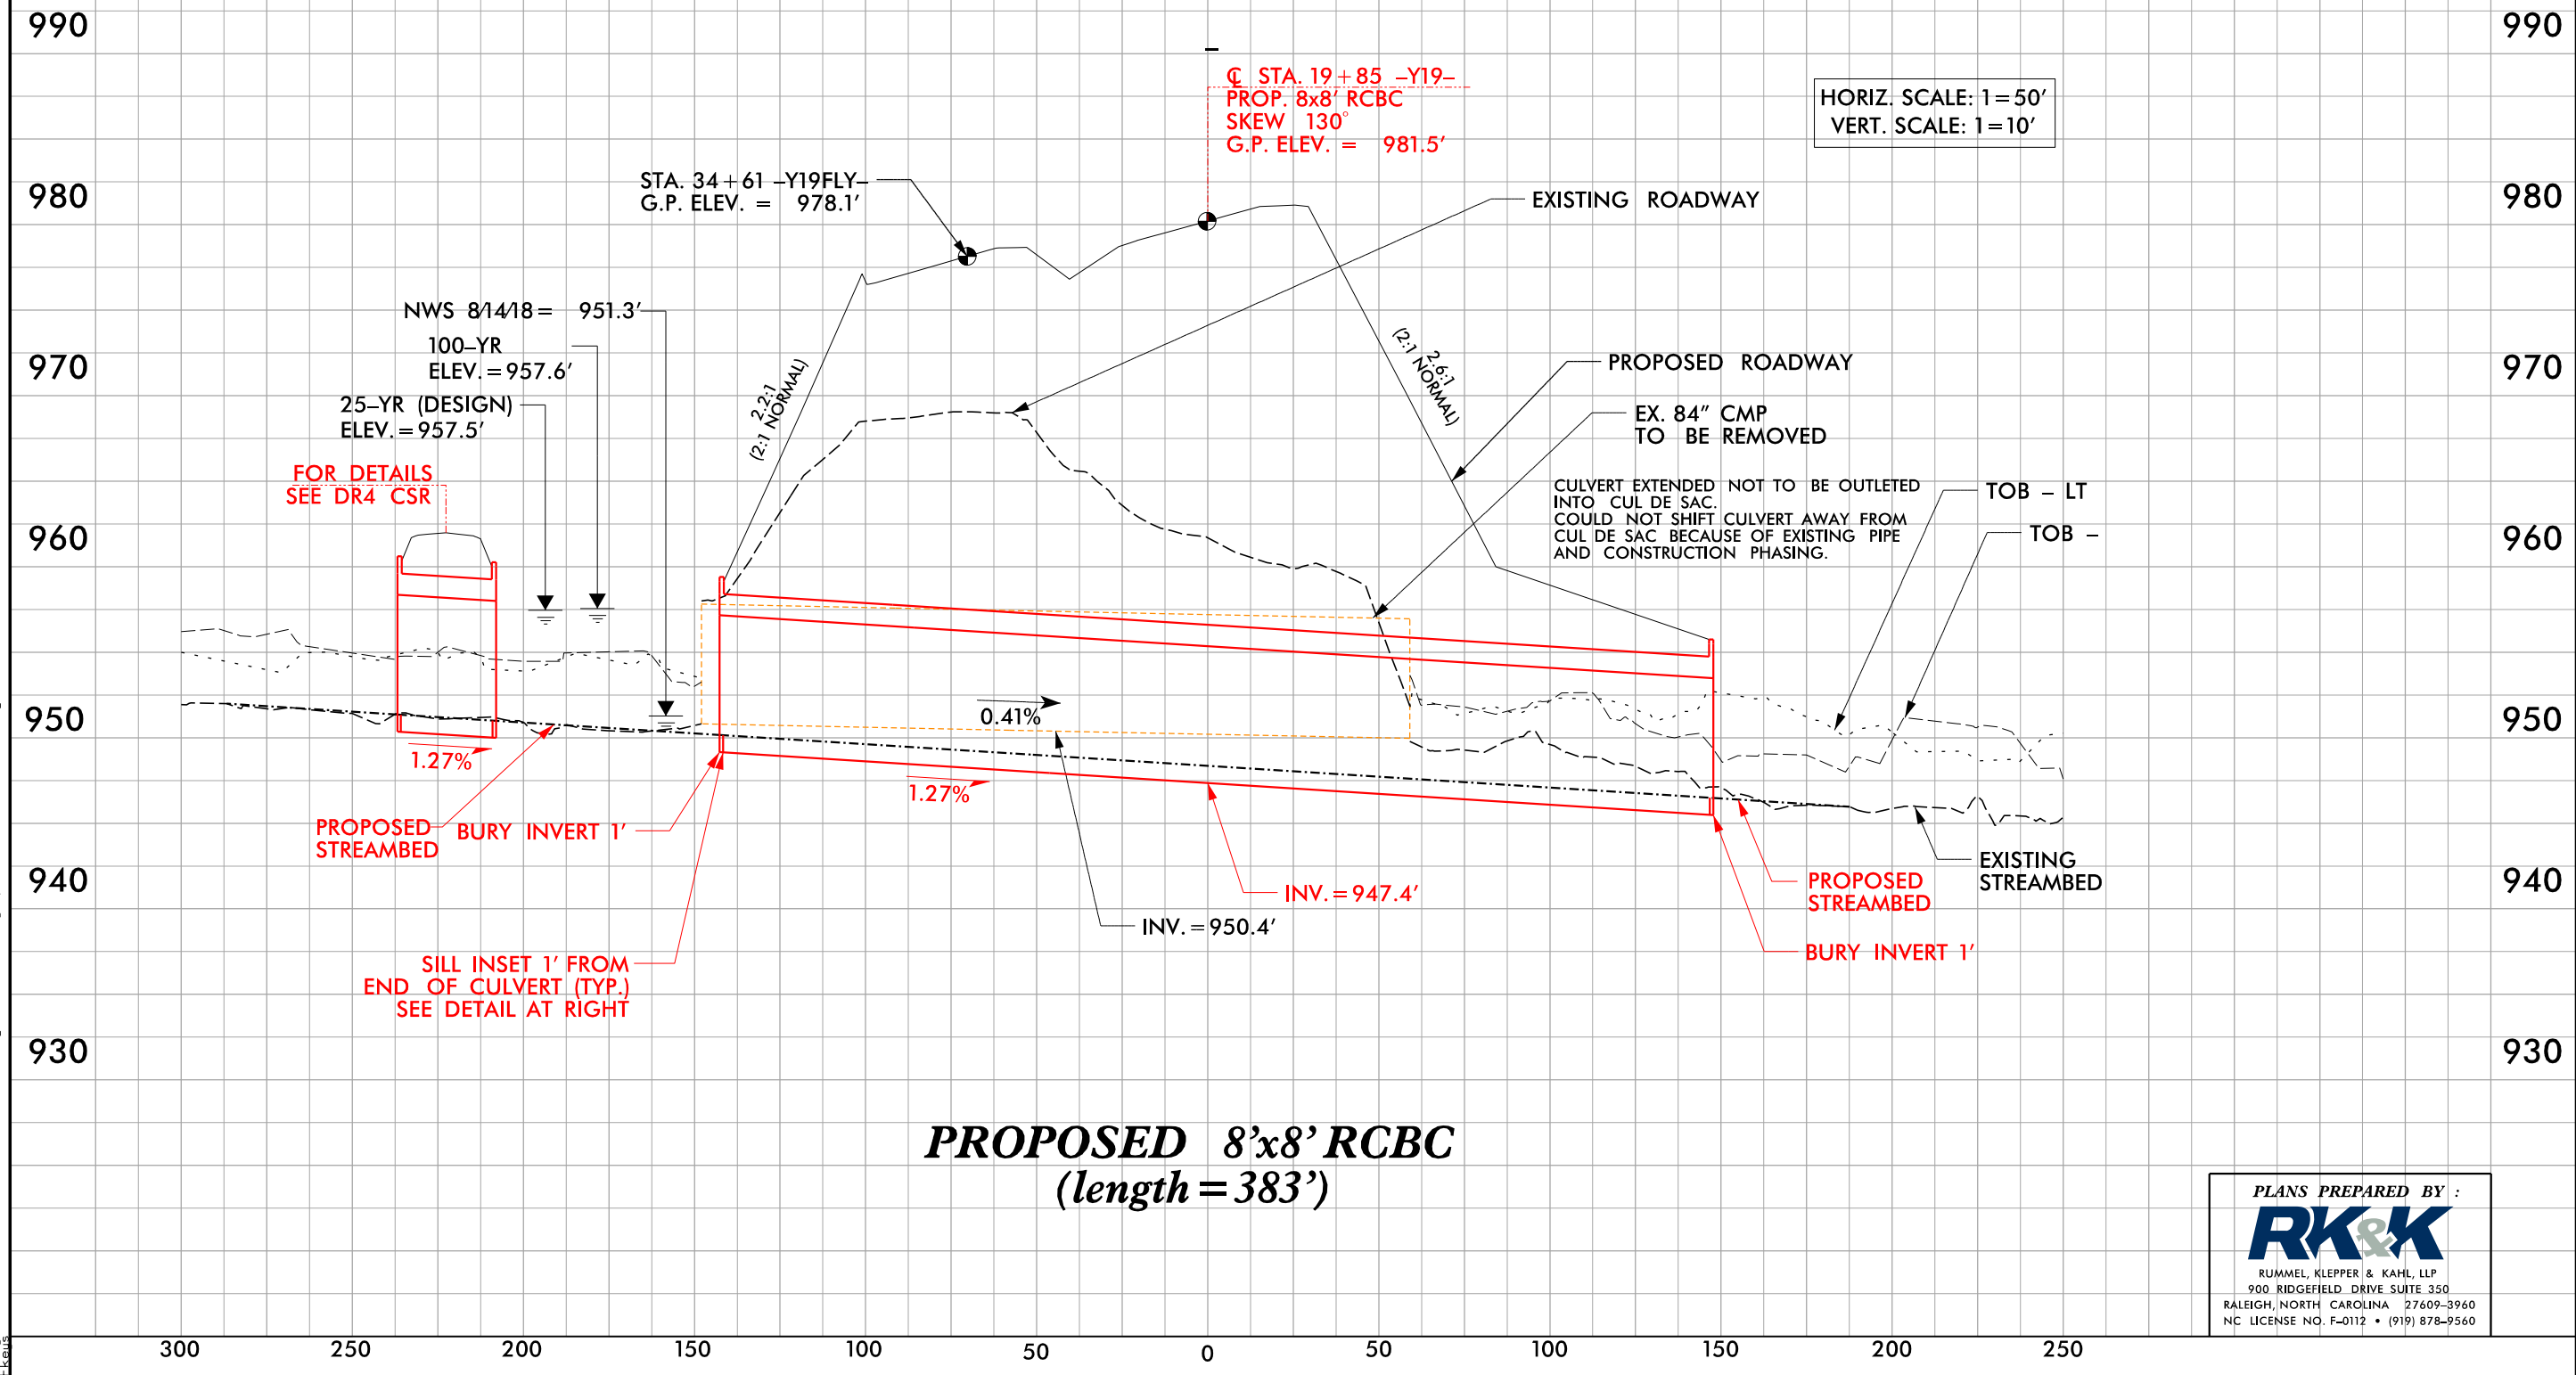 990
990
℄ STA. 19+85 -Y19-
PROP. 8x8' RCBC
SKEW 130°
G.P. ELEV. = 981.5'
HORIZ. SCALE: 1=50'
VERT. SCALE: 1=10'
980
STA. 34+61 -Y19FLY-
G.P. ELEV. = 978.1'
EXISTING ROADWAY
980
NWS 8/14/18= 951.3'
100-YR
ELEV.=957.6'
25-YR (DESIGN)
ELEV.=957.5'
970
2.2:1
(2:1 NORMAL)
2.6:1
(2:1 NORMAL)
PROPOSED ROADWAY
970
EX. 84" CMP
TO BE REMOVED
FOR DETAILS
SEE DR4 CSR
CULVERT EXTENDED NOT TO BE OUTLETED
INTO CUL DE SAC.
COULD NOT SHIFT CULVERT AWAY FROM
CUL DE SAC BECAUSE OF EXISTING PIPE
AND CONSTRUCTION PHASING.
TOB - LT
TOB -
960
960
950
0.41%
950
1.27%
1.27%
PROPOSED
STREAMBED
BURY INVERT 1'
940
INV.=947.4'
INV.=950.4'
PROPOSED
STREAMBED
EXISTING
STREAMBED
940
BURY INVERT 1'
SILL INSET 1' FROM
END OF CULVERT (TYP.)
SEE DETAIL AT RIGHT
930
930
PROPOSED 8'x8' RCBC
(length=383')
PLANS PREPARED BY :
RK&K
RUMMEL, KLEPPER & KAHL, LLP
900 RIDGEFIELD DRIVE SUITE 350
RALEIGH, NORTH CAROLINA 27609-3960
NC LICENSE NO. F-0112 • (919) 878-9560
300 250 200 150 100 50 0 50 100 150 200 250